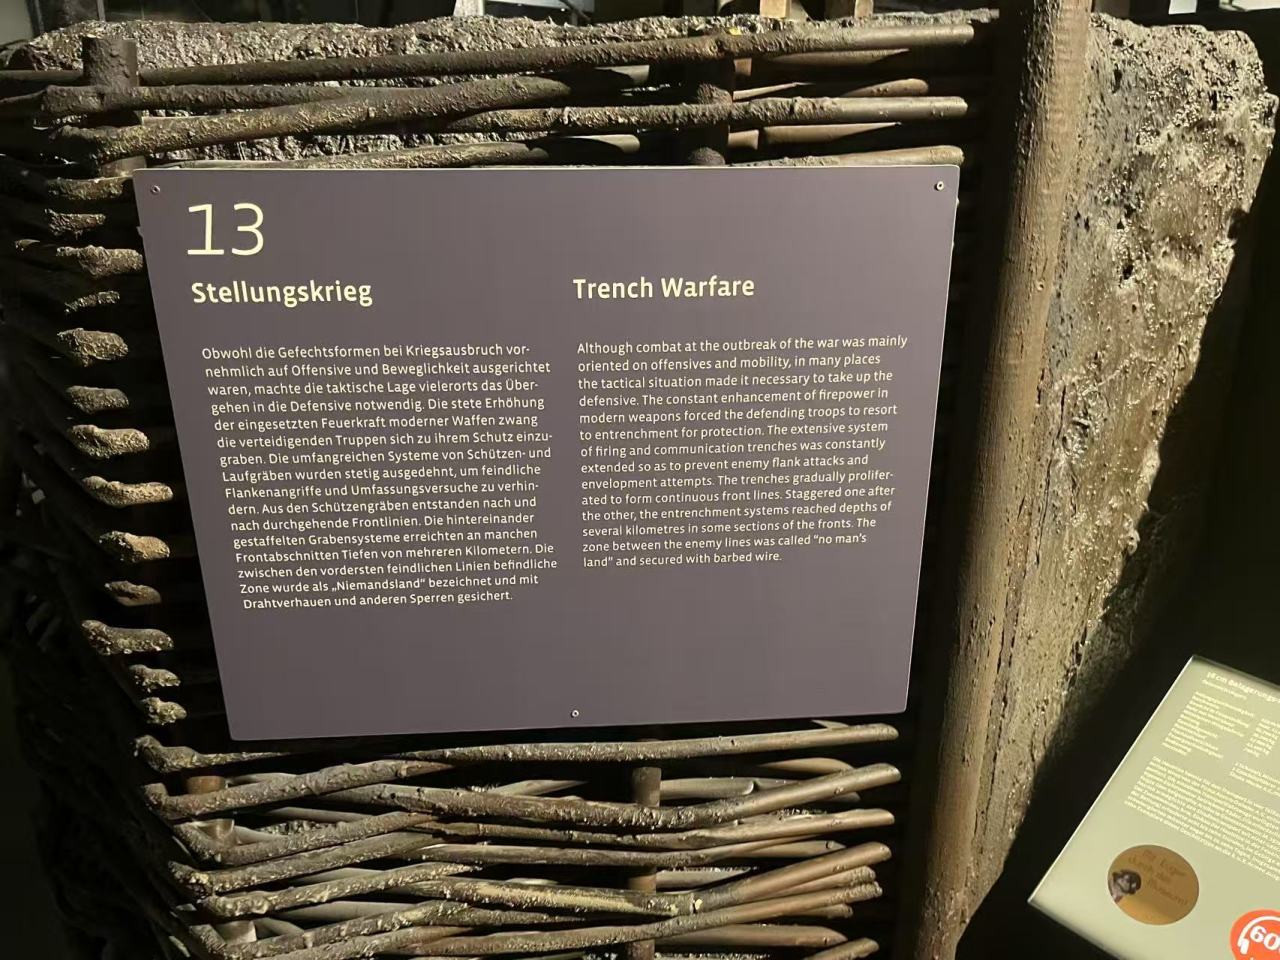 13
Stellungskrieg
Obwohl die Gefechtsformen bei Kriegsausbruch vor-
nehmlich auf Offensive und Beweglichkeit ausgerichtet
waren, machte die taktische Lage vielerorts das Über-
gehen in die Defensive notwendig. Die stete Erhöhung
der eingesetzten Feuerkraft moderner Waffen zwang
die verteidigenden Truppen sich zu ihrem Schutz einzu-
graben. Die umfangreichen Systeme von Schützen- und
Laufgräben wurden stetig ausgedehnt, um feindliche
Flankenangriffe und Umfassungsversuche zu verhin-
dern. Aus den Schützengräben entstanden nach und
nach durchgehende Frontlinien. Die hintereinander
gestaffelten Grabensysteme erreichten an manchen
Frontabschnitten Tiefen von mehreren Kilometern. Die
zwischen den vordersten feindlichen Linien befindliche
Zone wurde als „Niemandsland“ bezeichnet und mit
Drahtverhauen und anderen Sperren gesichert.
Trench Warfare
Although combat at the outbreak of the war was mainly
oriented on offensives and mobility, in many places
the tactical situation made it necessary to take up the
defensive. The constant enhancement of firepower in
modern weapons forced the defending troops to resort
to entrenchment for protection. The extensive system
of firing and communication trenches was constantly
extended so as to prevent enemy flank attacks and
envelopment attempts. The trenches gradually prolifer-
ated to form continuous front lines. Staggered one after
the other, the entrenchment systems reached depths of
several kilometres in some sections of the fronts. The
zone between the enemy lines was called “no man's
land” and secured with barbed wire.